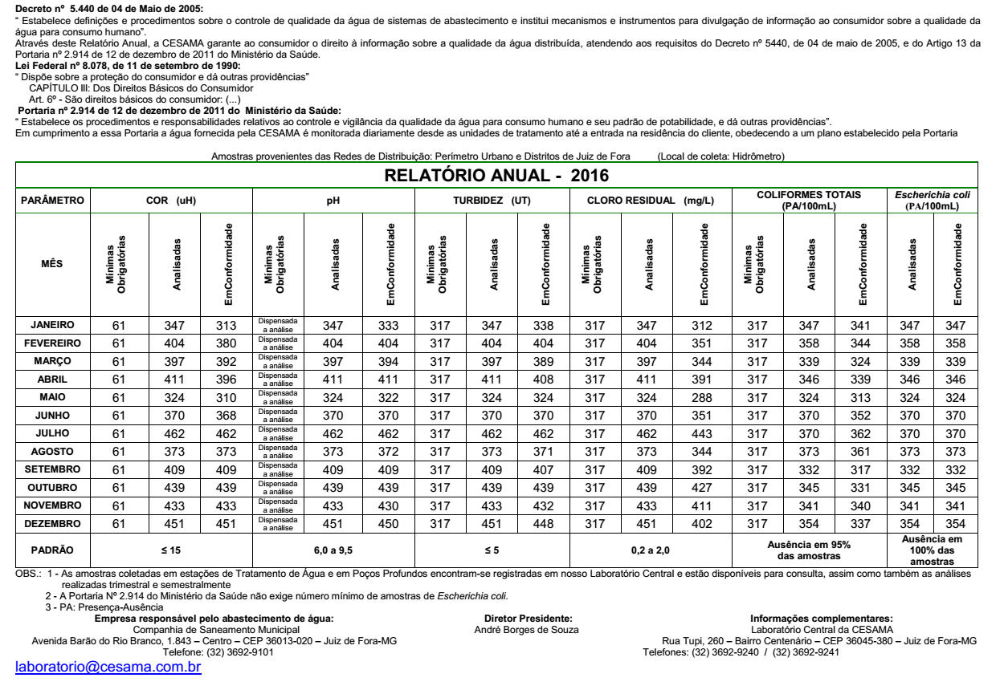 Decreto nº 5.440 de 04 de Maio de 2005:
“ Estabelece definições e procedimentos sobre o controle de qualidade da água de sistemas de abastecimento e institui mecanismos e instrumentos para divulgação de informação ao consumidor sobre a qualidade da
água para consumo humano”.
Através deste Relatório Anual, a CESAMA garante ao consumidor o direito à informação sobre a qualidade da água distribuída, atendendo aos requisitos do Decreto nº 5440, de 04 de maio de 2005, e do Artigo 13 da
Portaria nº 2.914 de 12 de dezembro de 2011 do Ministério da Saúde.
Lei Federal nº 8.078, de 11 de setembro de 1990:
“ Dispõe sobre a proteção do consumidor e dá outras providências”
CAPÍTULO III: Dos Direitos Básicos do Consumidor
Art. 6º - São direitos básicos do consumidor: (...)
Portaria nº 2.914 de 12 de dezembro de 2011 do Ministério da Saúde:
“ Estabelece os procedimentos e responsabilidades relativos ao controle e vigilância da qualidade da água para consumo humano e seu padrão de potabilidade, e dá outras providências”.
Em cumprimento a essa Portaria a água fornecida pela CESAMA é monitorada diariamente desde as unidades de tratamento até a entrada na residência do cliente, obedecendo a um plano estabelecido pela Portaria
Amostras provenientes das Redes de Distribuição: Perímetro Urbano e Distritos de Juiz de Fora (Local de coleta: Hidrômetro)
RELATÓRIO ANUAL - 2016
PARÂMETRO COR (uH) pH TURBIDEZ (UT) CLORO RESIDUAL (mg/L) COLIFORMES TOTAIS (PA/100mL) Escherichia coli (PA/100mL)
MÊS Mínimas Obrigatórias Analisadas EmConformidade Mínimas Obrigatórias Analisadas EmConformidade Mínimas Obrigatórias Analisadas EmConformidade Mínimas Obrigatórias Analisadas EmConformidade Mínimas Obrigatórias Analisadas EmConformidade Analisadas EmConformidade
JANEIRO 61 347 313 Dispensada a análise 347 333 317 347 338 317 347 312 317 347 341 347 347
FEVEREIRO 61 404 380 Dispensada a análise 404 404 317 404 404 317 404 351 317 358 344 358 358
MARÇO 61 397 392 Dispensada a análise 397 394 317 397 389 317 397 344 317 339 324 339 339
ABRIL 61 411 396 Dispensada a análise 411 411 317 411 408 317 411 391 317 346 339 346 346
MAIO 61 324 310 Dispensada a análise 324 322 317 324 324 317 324 288 317 324 313 324 324
JUNHO 61 370 368 Dispensada a análise 370 370 317 370 370 317 370 351 317 370 352 370 370
JULHO 61 462 462 Dispensada a análise 462 462 317 462 462 317 462 443 317 370 362 370 370
AGOSTO 61 373 373 Dispensada a análise 373 372 317 373 371 317 373 344 317 373 361 373 373
SETEMBRO 61 409 409 Dispensada a análise 409 409 317 409 407 317 409 392 317 332 317 332 332
OUTUBRO 61 439 439 Dispensada a análise 439 439 317 439 439 317 439 427 317 345 331 345 345
NOVEMBRO 61 433 433 Dispensada a análise 433 430 317 433 432 317 433 411 317 341 340 341 341
DEZEMBRO 61 451 451 Dispensada a análise 451 450 317 451 448 317 451 402 317 354 337 354 354
PADRÃO ≤ 15 6,0 a 9,5 ≤ 5 0,2 a 2,0 Ausência em 95% das amostras Ausência em 100% das amostras
OBS.: 1 - As amostras coletadas em estações de Tratamento de Água e em Poços Profundos encontram-se registradas em nosso Laboratório Central e estão disponíveis para consulta, assim como também as análises
realizadas trimestral e semestralmente
2 - A Portaria Nº 2.914 do Ministério da Saúde não exige número mínimo de amostras de Escherichia coli.
3 - PA: Presença-Ausência
Empresa responsável pelo abastecimento de água: Diretor Presidente: Informações complementares:
Companhia de Saneamento Municipal André Borges de Souza Laboratório Central da CESAMA
Avenida Barão do Rio Branco, 1.843 – Centro – CEP 36013-020 – Juiz de Fora-MG Rua Tupi, 260 – Bairro Centenário – CEP 36045-380 – Juiz de Fora-MG
Telefone: (32) 3692-9101 Telefones: (32) 3692-9240 / (32) 3692-9241
laboratorio@cesama.com.br